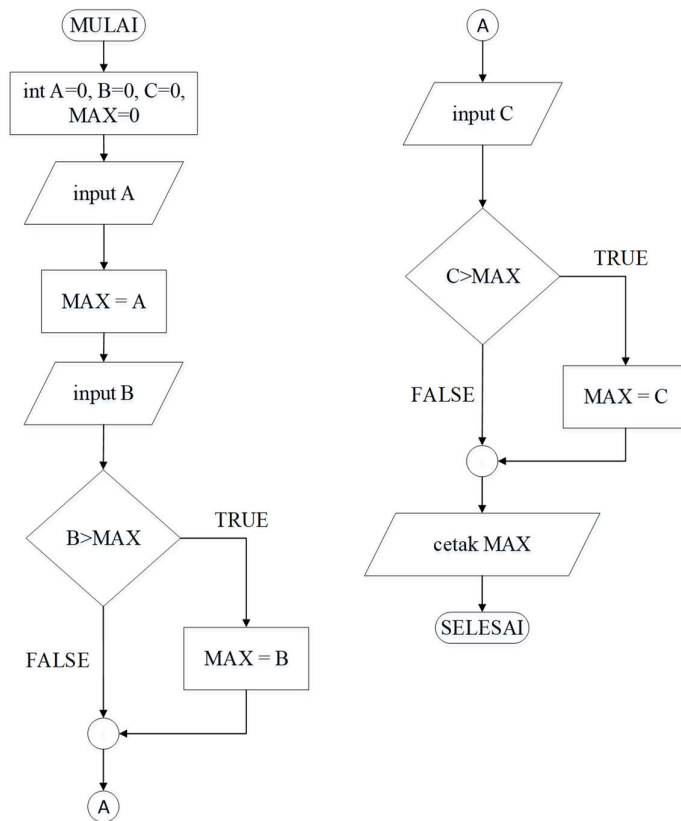 MULAI
int A=0, B=0, C=0,
MAX=0
input A
MAX = A
input B
B>MAX
TRUE
FALSE
MAX = B
A
A
input C
C>MAX
TRUE
FALSE
MAX = C
cetak MAX
SELESAI